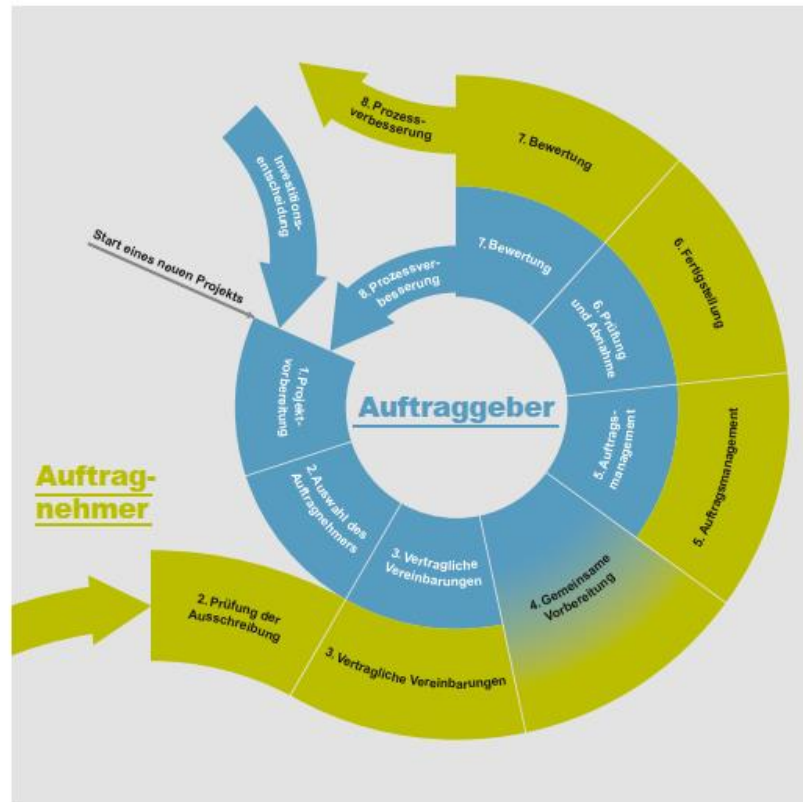 8. Prozess-
verbesserung
7. Bewertung
Investitions-
entscheidung
Start eines neuen Projekts
8. Prozessver-
besserung
7. Bewertung
6. Fertigstellung
6. Prüfung
und Abnahme
1. Projekt-
vorbereitung
Auftraggeber
5. Auftrags-
management
5. Auftragsmanagement
Auftrag-
nehmer
2. Auswahl des
Auftragnehmers
3. Vertragliche
Vereinbarungen
4. Gemeinsame
Vorbereitung
2. Prüfung der
Ausschreibung
3. Vertragliche Vereinbarungen